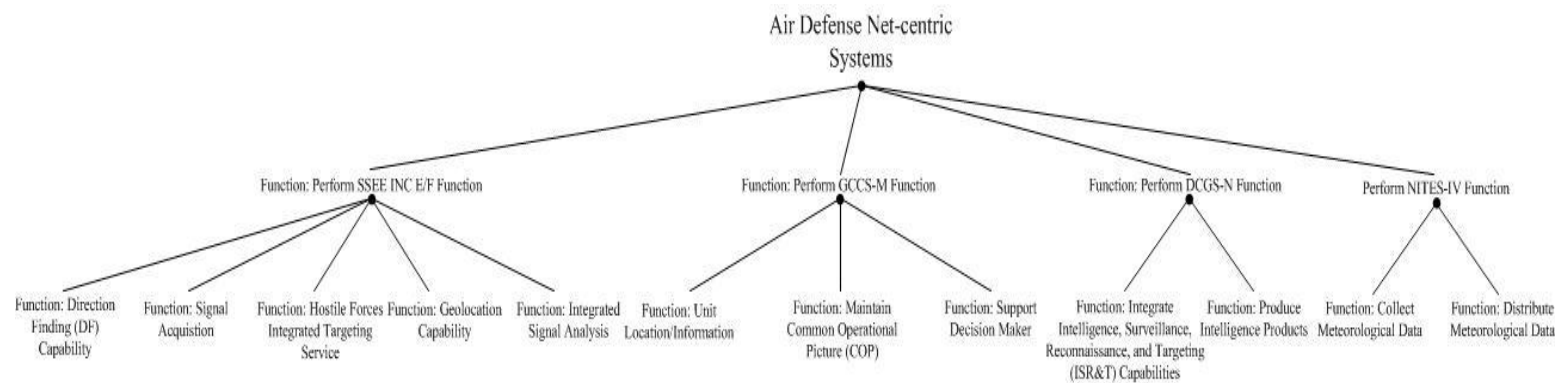 Air Defense Net-centric
Systems
Function: Perform SSEE INC E/F Function
Function: Perform GCCS-M Function
Function: Perform DCGS-N Function
Perform NITES-IV Function
Function: Direction
Finding (DF)
Capability
Function: Signal
Acquistion
Function: Hostile Forces
Integrated Targeting
Service
Function: Geolocation
Capability
Function: Integrated
Signal Analysis
Function: Unit
Location/Information
Function: Maintain
Common Operational
Picture (COP)
Function: Support
Decision Maker
Function: Integrate
Intelligence, Surveillance,
Reconnaissance, and Targeting
(ISR&T) Capabilities
Function: Produce
Intelligence Products
Function: Collect
Meteorological Data
Function: Distribute
Meteorological Data